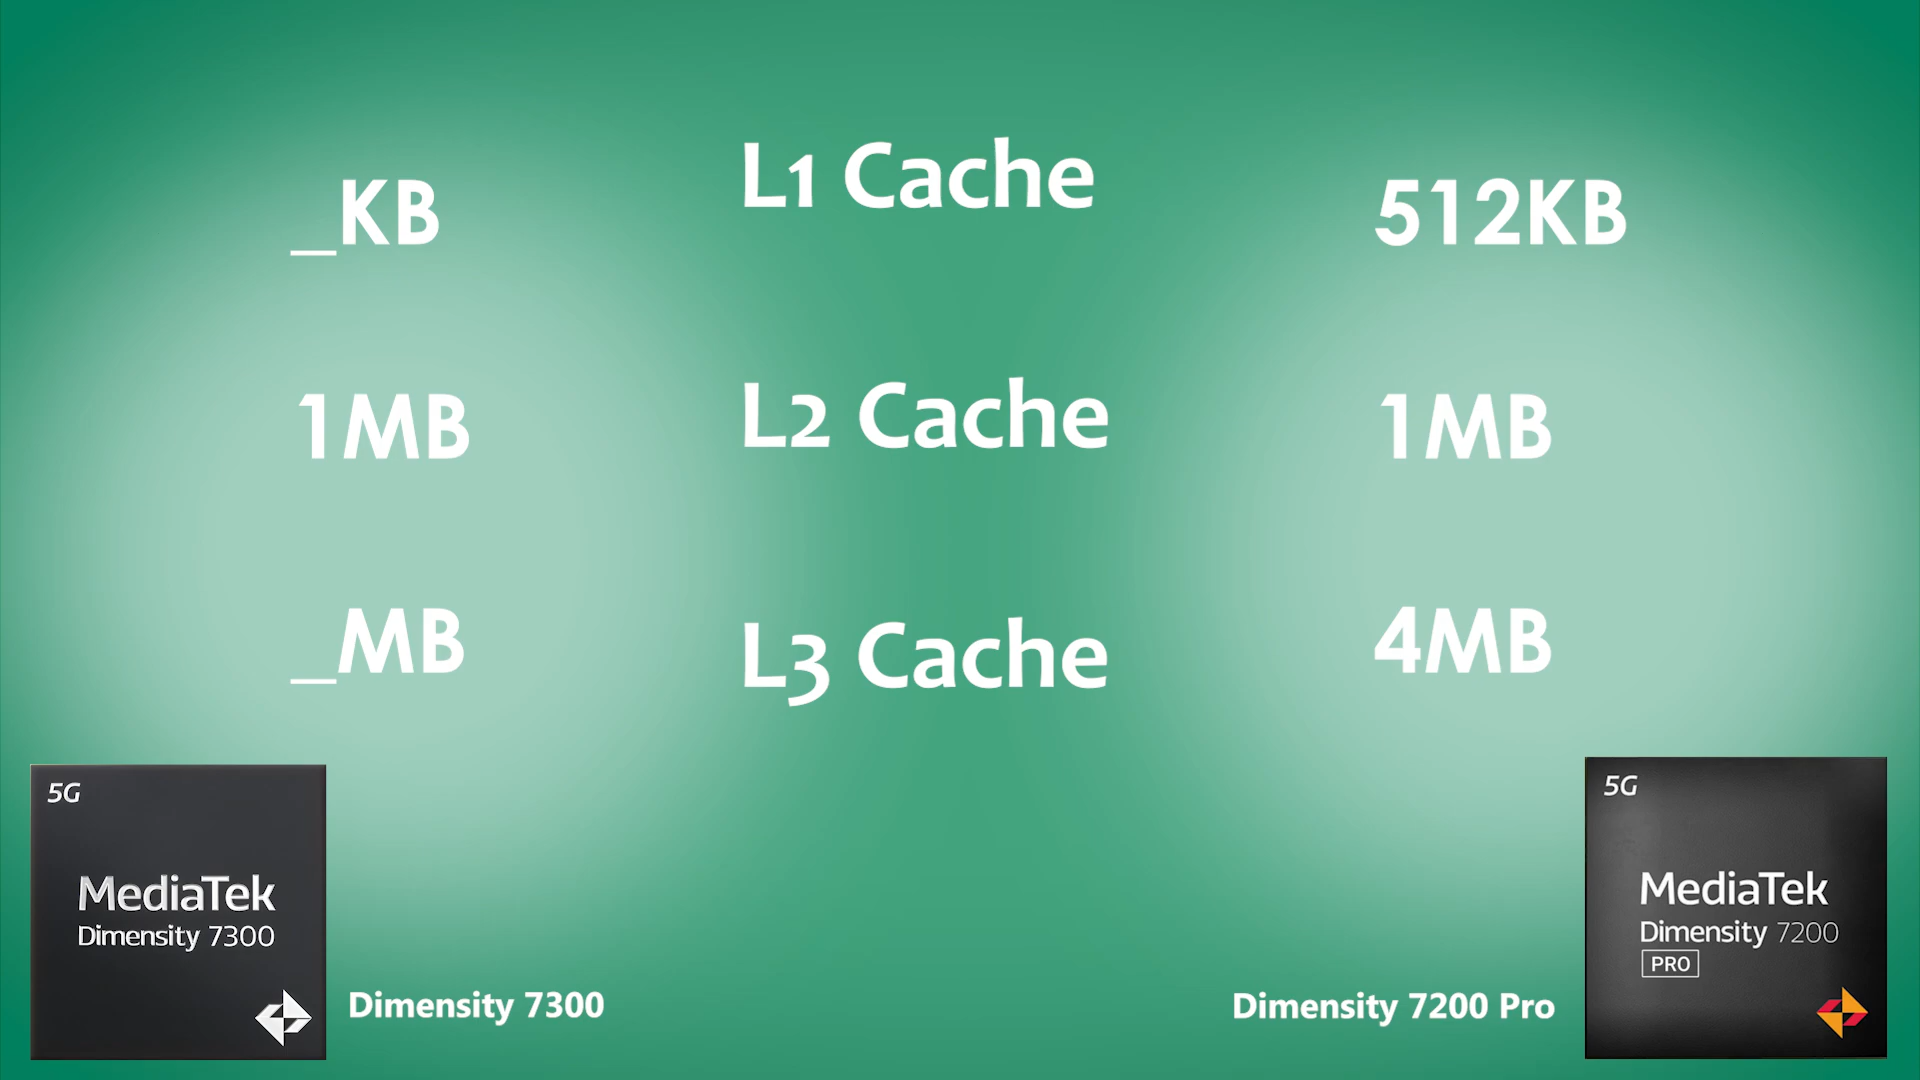 L1 Cache
_KB
512KB
L2 Cache
1MB
1MB
L3 Cache
_MB
4MB
5G
MediaTek
Dimensity 7300
Dimensity 7300
5G
MediaTek
Dimensity 7200
PRO
Dimensity 7200 Pro